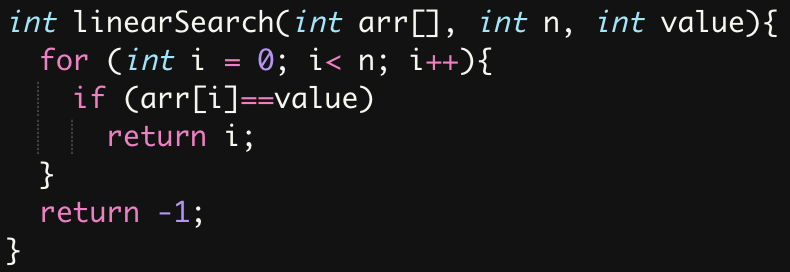 int linearSearch(int arr[], int n, int value){
for (int i = 0; i< n; i++){
if (arr[i]==value)
return i;
}
return -1;
}